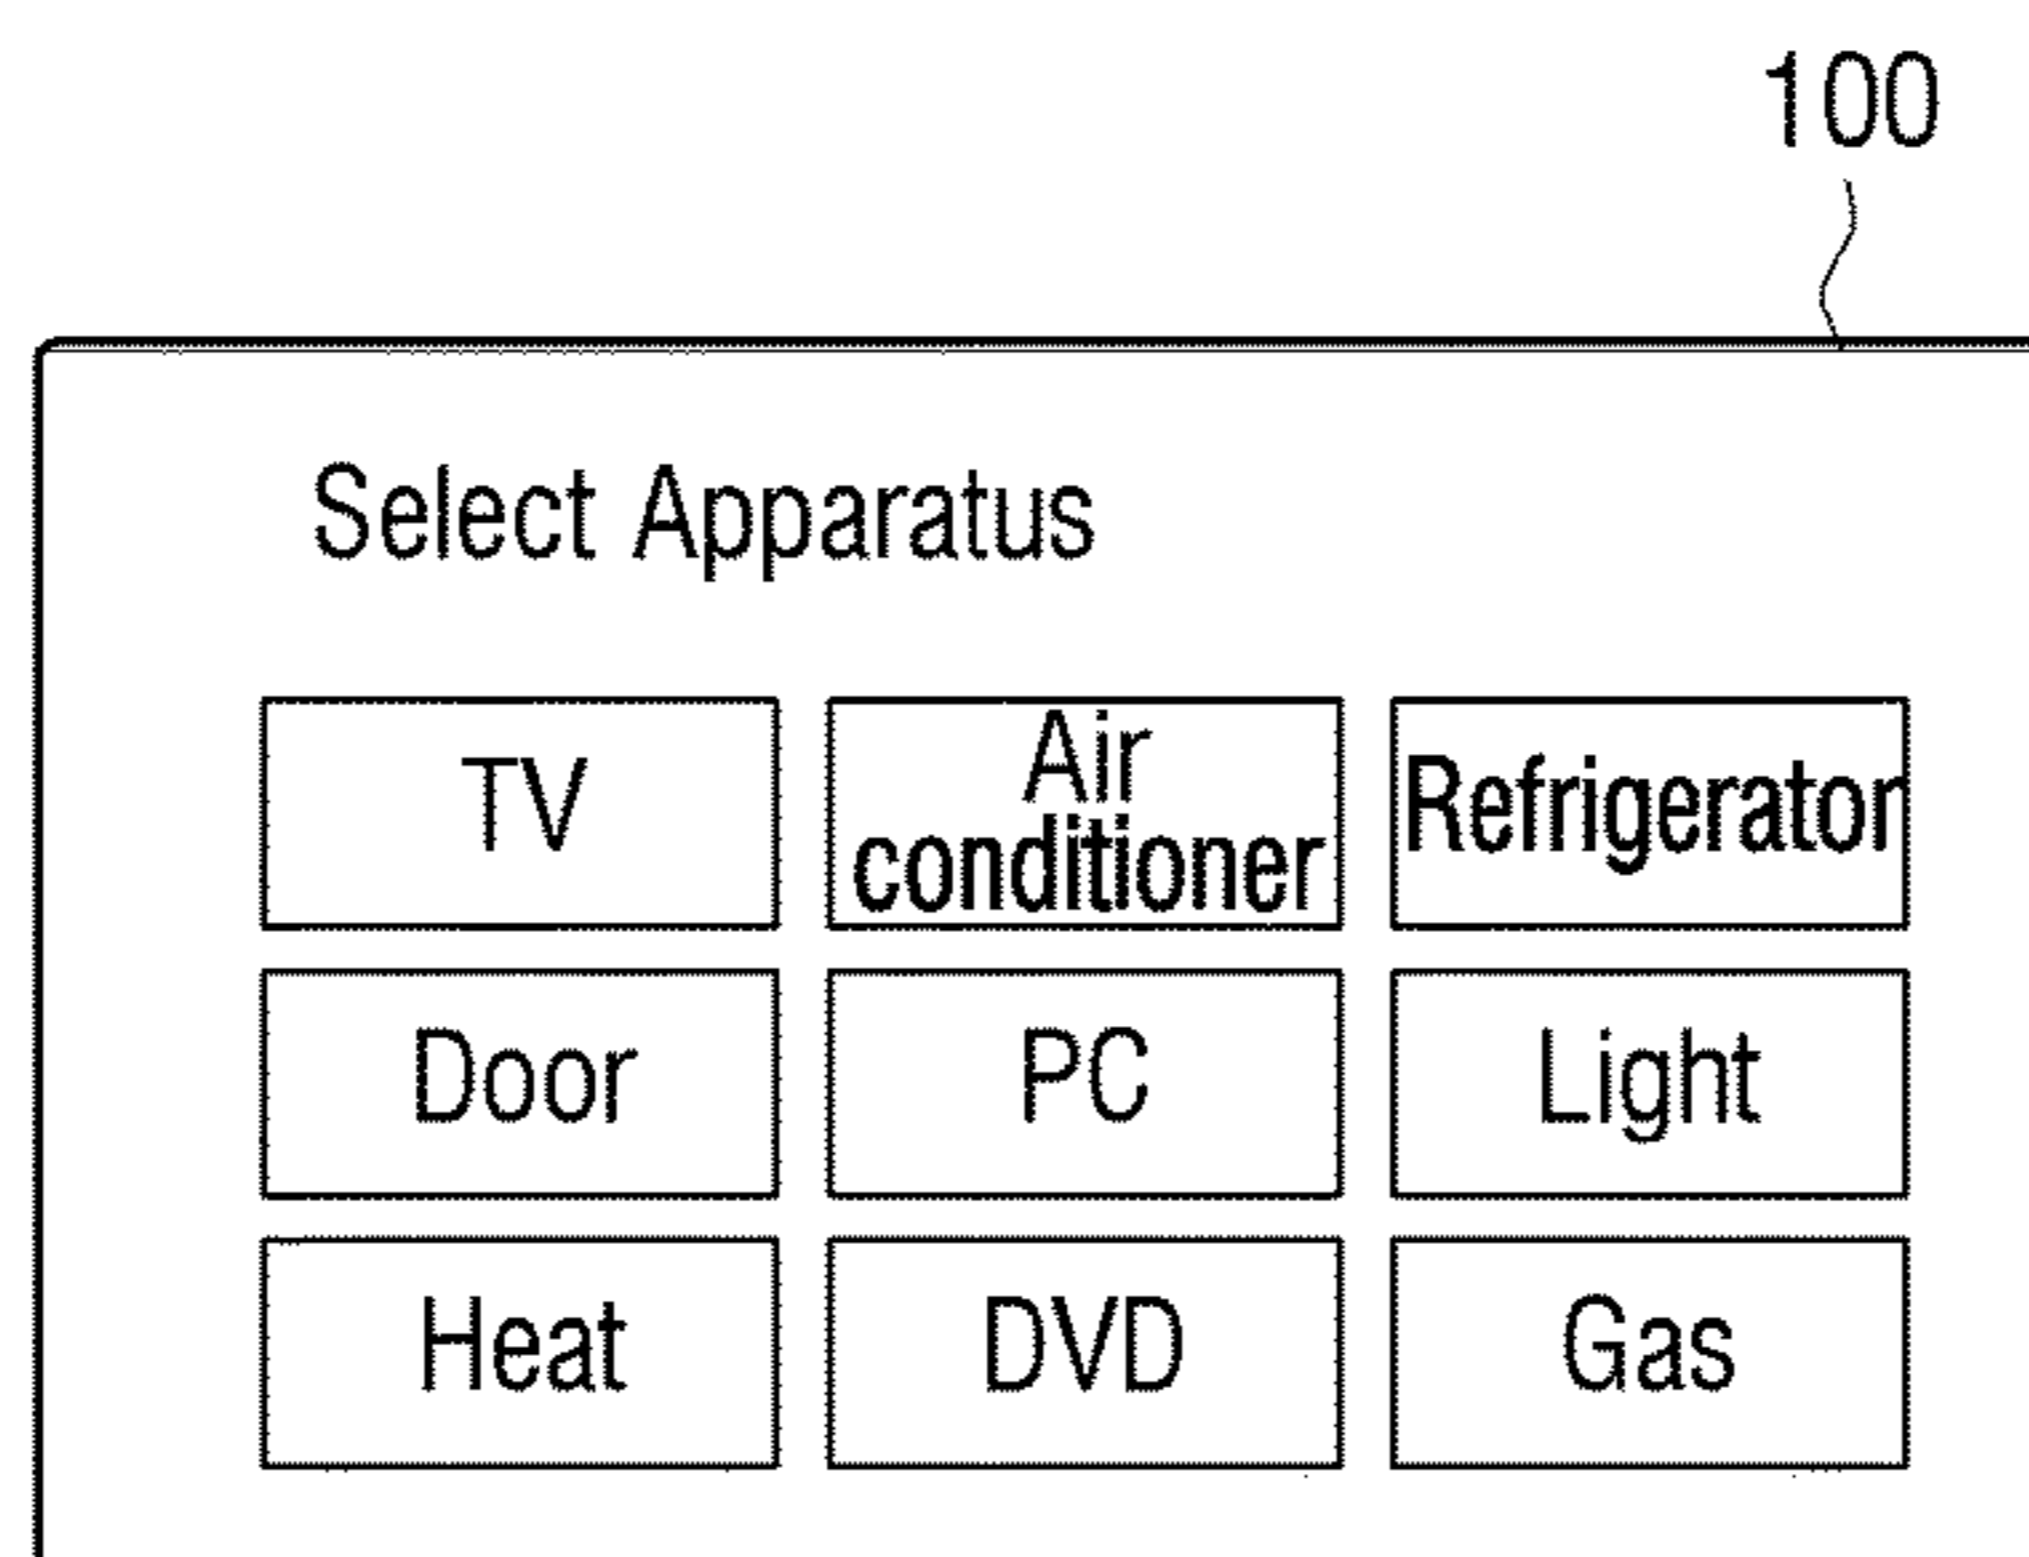 100
Select Apparatus
TV
Air
conditioner
Refrigerator
Door
PC
Light
Heat
DVD
Gas